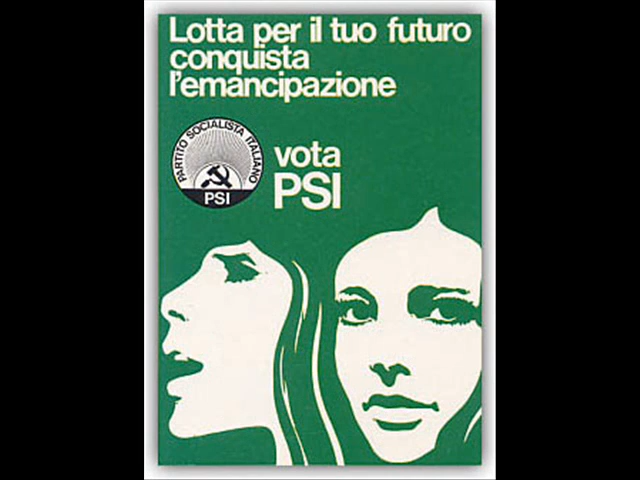 Lotta per il tuo futuro
conquista
l'emancipazione
PARTITO SOCIALISTA ITALIANO
PSI
vota
PSI